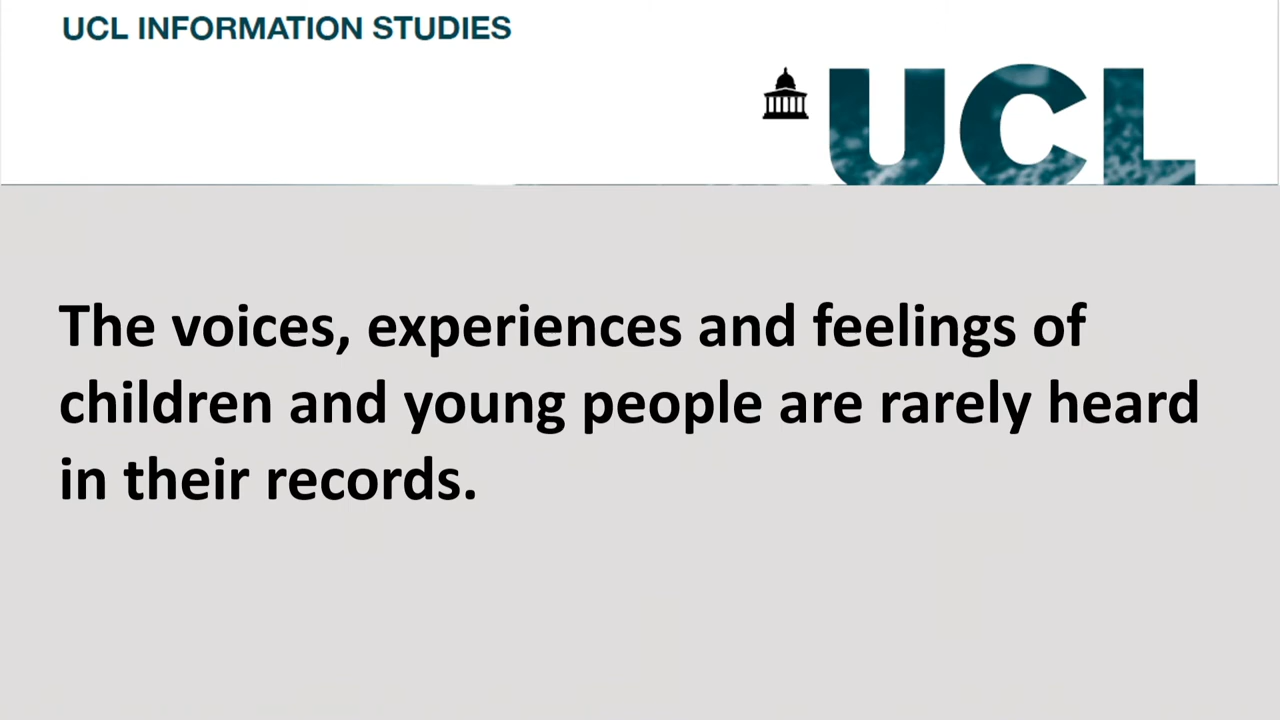 UCL INFORMATION STUDIES
UCL
The voices, experiences and feelings of
children and young people are rarely heard
in their records.